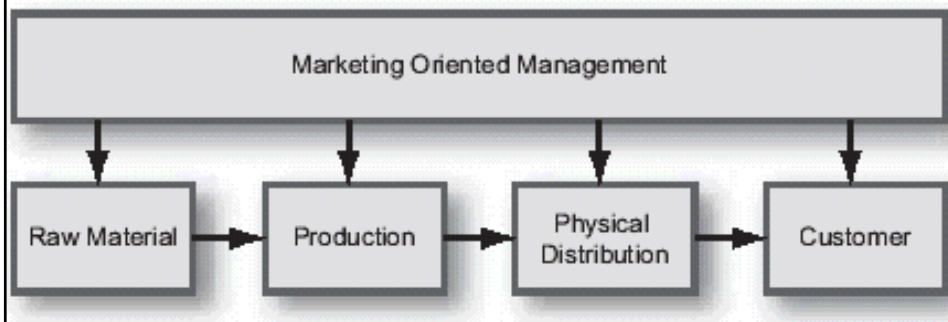 Marketing Oriented Management
Raw Material
Production
Physical
Distribution
Customer